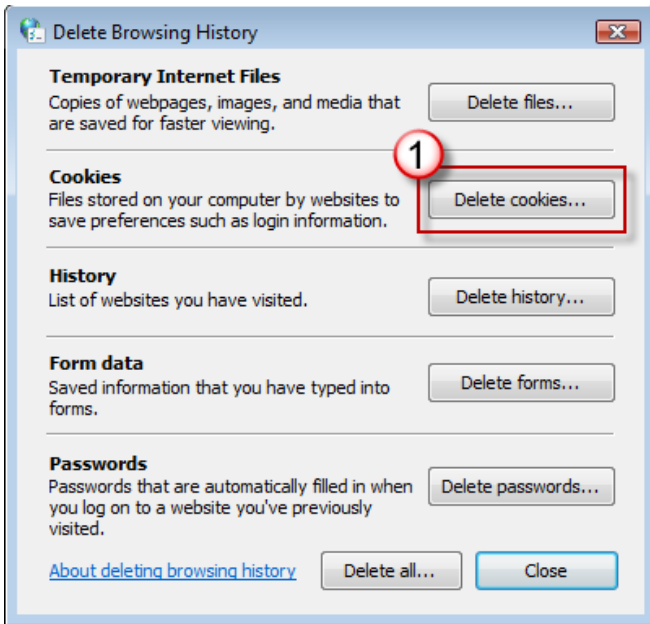 Delete Browsing History
Temporary Internet Files
Copies of webpages, images, and media that
are saved for faster viewing.
Delete files...
1
Cookies
Files stored on your computer by websites to
save preferences such as login information.
Delete cookies...
History
List of websites you have visited.
Delete history...
Form data
Saved information that you have typed into
forms.
Delete forms...
Passwords
Passwords that are automatically filled in when
you log on to a website you've previously
visited.
Delete passwords...
About deleting browsing history
Delete all...
Close